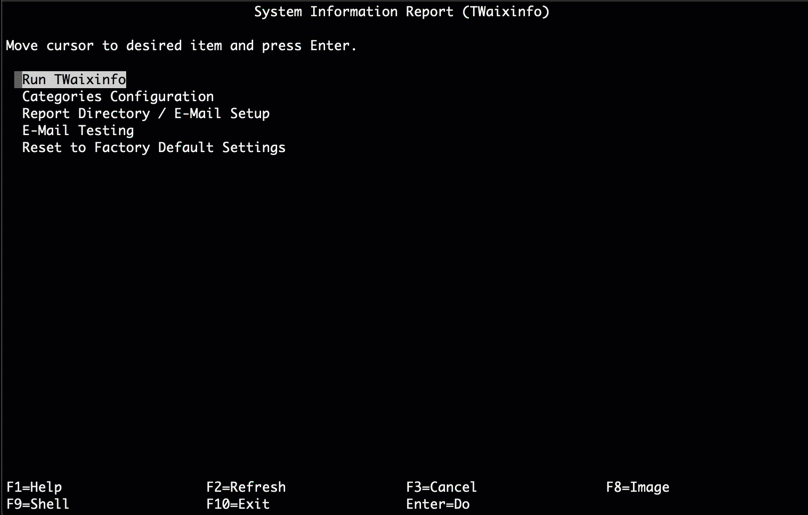 System Information Report (TWaixinfo)
Move cursor to desired item and press Enter.
Run TWaixinfo
Categories Configuration
Report Directory / E-Mail Setup
E-Mail Testing
Reset to Factory Default Settings
F1=Help F2=Refresh F3=Cancel F8=Image
F9=Shell F10=Exit Enter=Do